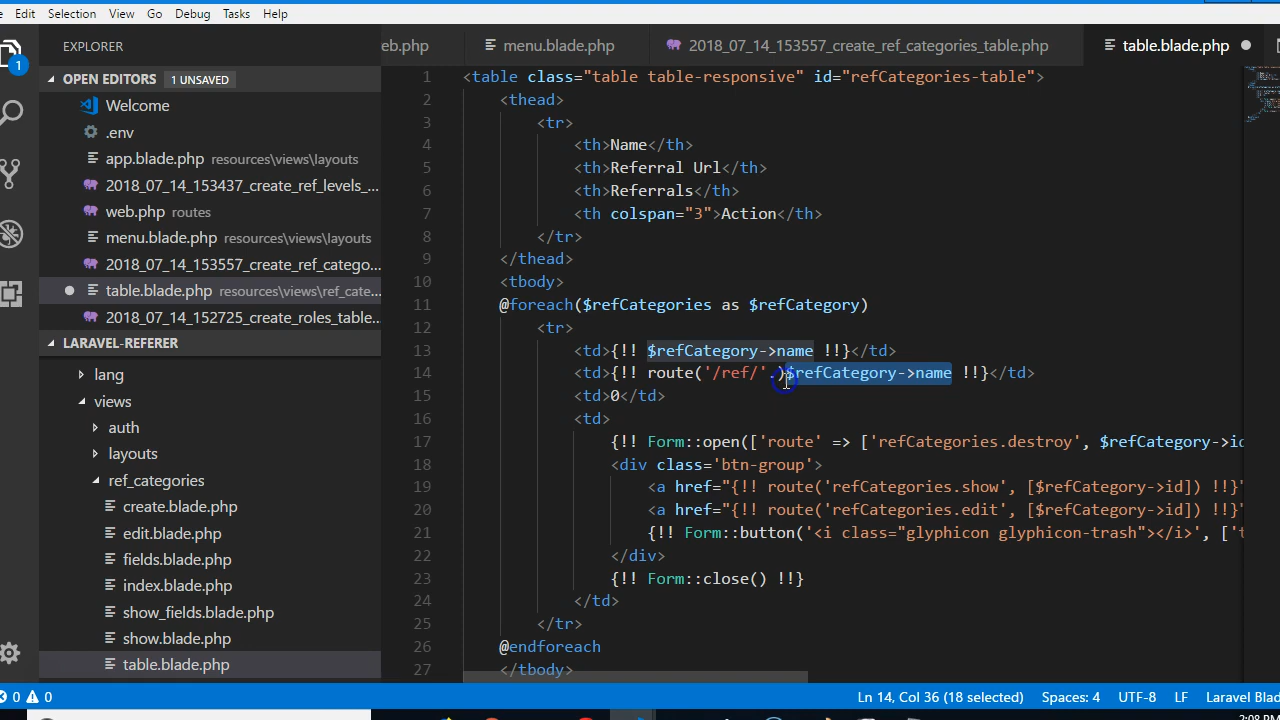 Edit Selection View Go Debug Tasks Help
EXPLORER
eb.php menu.blade.php 2018_07_14_153557_create_ref_categories_table.php table.blade.php
OPEN EDITORS 1 UNSAVED
1
Welcome
.env
app.blade.php resources\views\layouts
2018_07_14_153437_create_ref_levels_...
web.php routes
menu.blade.php resources\views\layouts
2018_07_14_153557_create_ref_catego...
table.blade.php resources\views\ref_cate...
2018_07_14_152725_create_roles_table...
LARAVEL-REFERER
lang
views
auth
layouts
ref_categories
create.blade.php
edit.blade.php
fields.blade.php
index.blade.php
show_fields.blade.php
show.blade.php
table.blade.php
1 <table class="table table-responsive" id="refCategories-table">
2 <thead>
3 <tr>
4 <th>Name</th>
5 <th>Referral Url</th>
6 <th>Referrals</th>
7 <th colspan="3">Action</th>
8 </tr>
9 </thead>
10 <tbody>
11 @foreach($refCategories as $refCategory)
12 <tr>
13 <td>{!! $refCategory->name !!}</td>
14 <td>{!! route('/ref/'.)$refCategory->name !!}</td>
15 <td>0</td>
16 <td>
17 {!! Form::open(['route' => ['refCategories.destroy', $refCategory->id
18 <div class='btn-group'>
19 <a href="{!! route('refCategories.show', [$refCategory->id]) !!}"
20 <a href="{!! route('refCategories.edit', [$refCategory->id]) !!}"
21 {!! Form::button('<i class="glyphicon glyphicon-trash"></i>', ['t
22 </div>
23 {!! Form::close() !!}
24 </td>
25 </tr>
26 @endforeach
27 </tbody>
0 0 Ln 14, Col 36 (18 selected) Spaces: 4 UTF-8 LF Laravel Blad